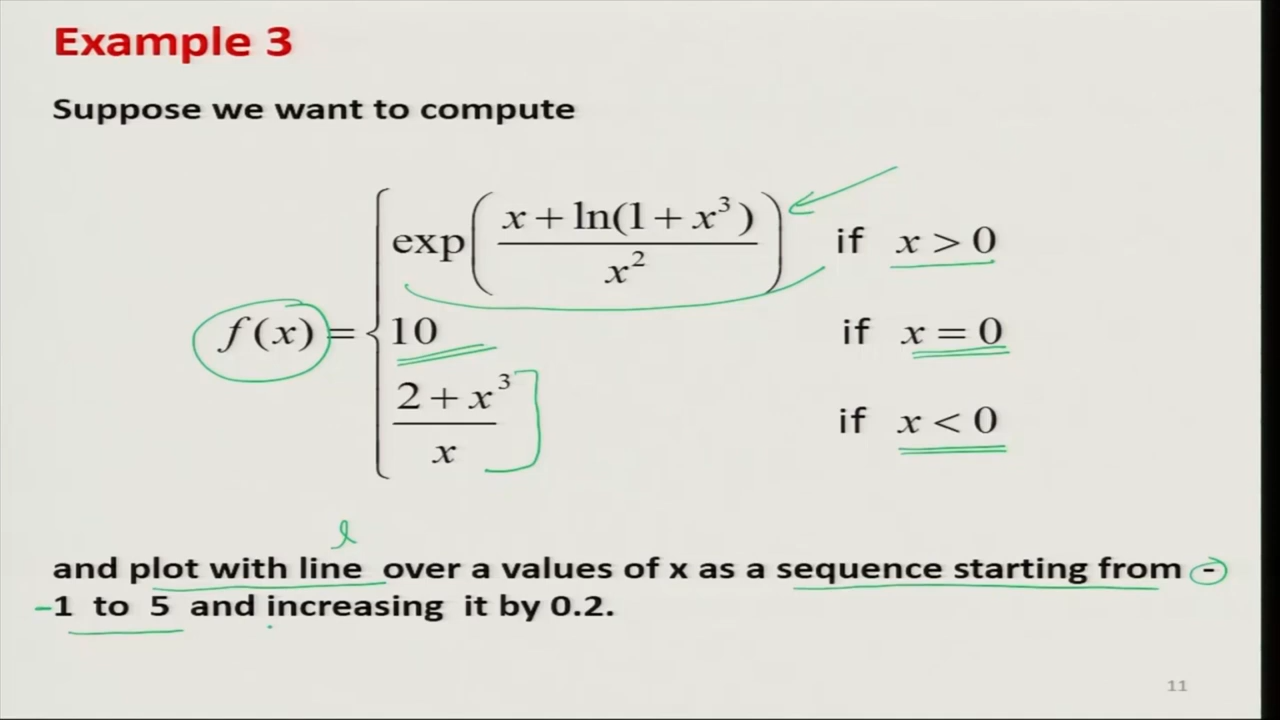 Example 3
Suppose we want to compute
f(x) = { exp( (x + ln(1 + x³)) / x² ) if x > 0
10 if x = 0
(2 + x³) / x if x < 0
l
and plot with line over a values of x as a sequence starting from -
-1 to 5 and increasing it by 0.2.
11